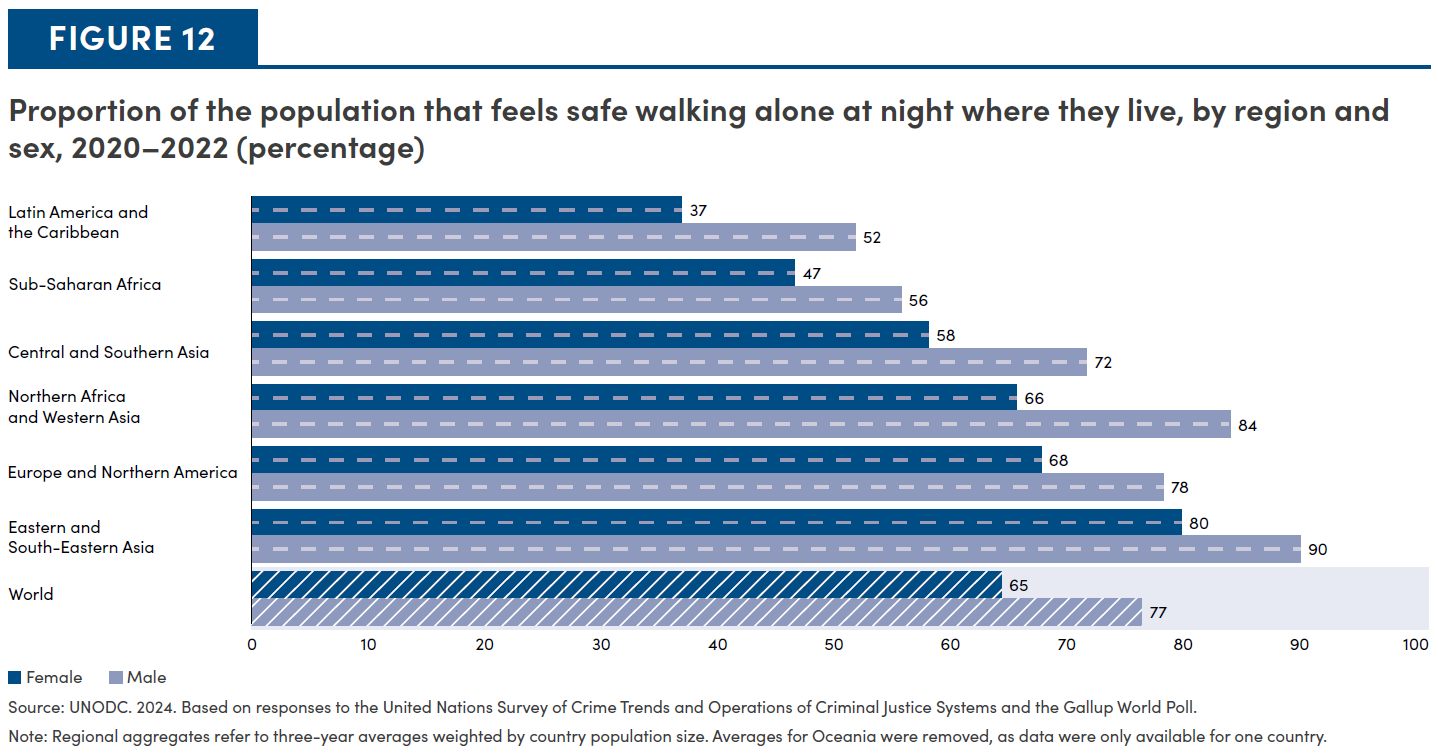 FIGURE 12
Proportion of the population that feels safe walking alone at night where they live, by region and
sex, 2020–2022 (percentage)
Latin America and
the Caribbean
37
52
Sub-Saharan Africa
47
56
Central and Southern Asia
58
72
Northern Africa
and Western Asia
66
84
Europe and Northern America
68
78
Eastern and
South-Eastern Asia
80
90
World
65
77
0 10 20 30 40 50 60 70 80 90 100
Female Male
Source: UNODC. 2024. Based on responses to the United Nations Survey of Crime Trends and Operations of Criminal Justice Systems and the Gallup World Poll.
Note: Regional aggregates refer to three-year averages weighted by country population size. Averages for Oceania were removed, as data were only available for one country.